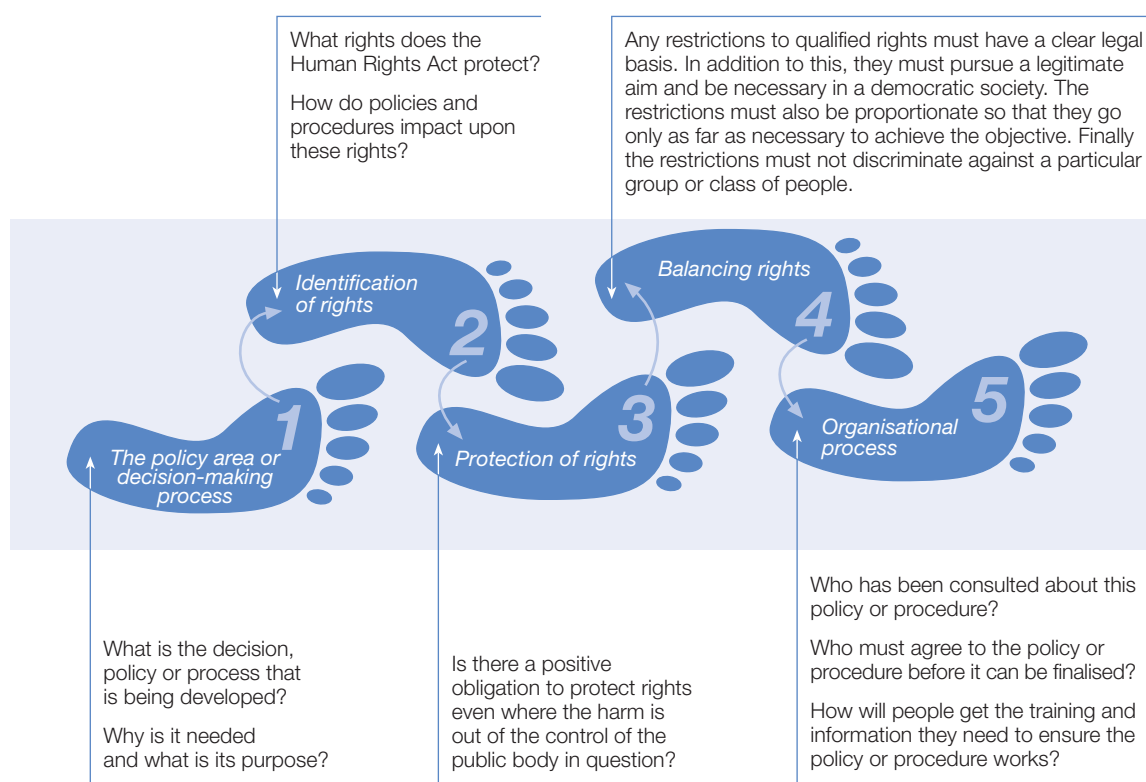 What rights does the
Human Rights Act protect?
How do policies and
procedures impact upon
these rights?
Any restrictions to qualified rights must have a clear legal
basis. In addition to this, they must pursue a legitimate
aim and be necessary in a democratic society. The
restrictions must also be proportionate so that they go
only as far as necessary to achieve the objective. Finally
the restrictions must not discriminate against a particular
group or class of people.
1
The policy area or
decision-making
process
Identification
of rights
2
Protection of rights
3
Balancing rights
4
Organisational
process
5
What is the decision,
policy or process that
is being developed?
Why is it needed
and what is its purpose?
Is there a positive
obligation to protect rights
even where the harm is
out of the control of the
public body in question?
Who has been consulted about this
policy or procedure?
Who must agree to the policy or
procedure before it can be finalised?
How will people get the training and
information they need to ensure the
policy or procedure works?